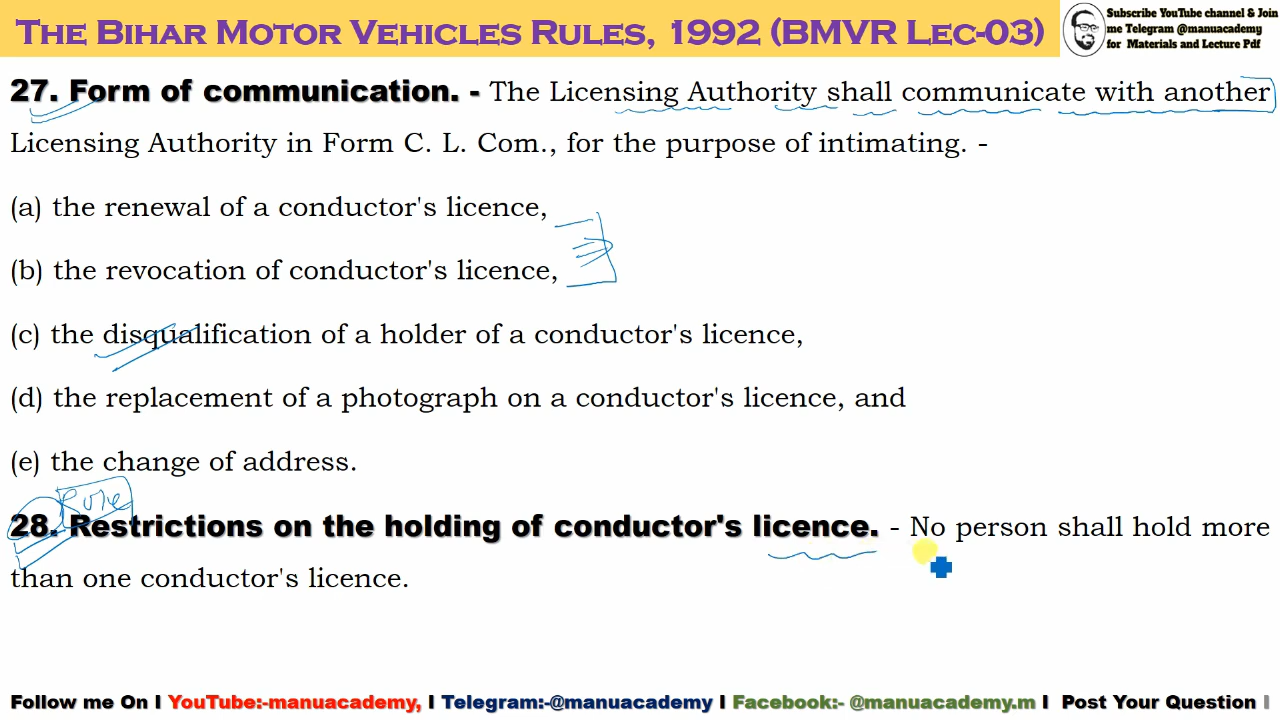 THE BIHAR MOTOR VEHICLES RULES, 1992 (BMVR LEC-03)
Subscribe YouTube channel & Join
me Telegram @manuacademy
for Materials and Lecture Pdf
27. Form of communication. - The Licensing Authority shall communicate with another
Licensing Authority in Form C. L. Com., for the purpose of intimating. -
(a) the renewal of a conductor's licence,
(b) the revocation of conductor's licence,
(c) the disqualification of a holder of a conductor's licence,
(d) the replacement of a photograph on a conductor's licence, and
(e) the change of address.
Rule
28. Restrictions on the holding of conductor's licence. - No person shall hold more
than one conductor's licence.
Follow me On I YouTube:-manuacademy, I Telegram:-@manuacademy I Facebook:- @manuacademy.m I Post Your Question I